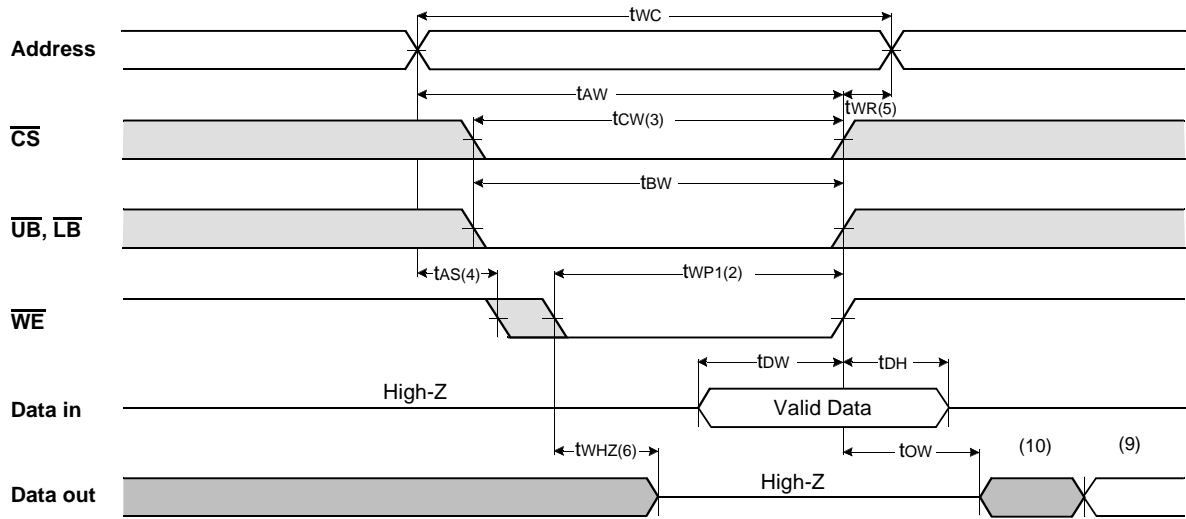 tWC
Address
tAW
tWR(5)
CS
tCW(3)
tBW
UB, LB
tAS(4)
tWP1(2)
WE
tDW
tDH
High-Z
Data in
Valid Data
tWHZ(6)
tOW
(10)
(9)
High-Z
Data out